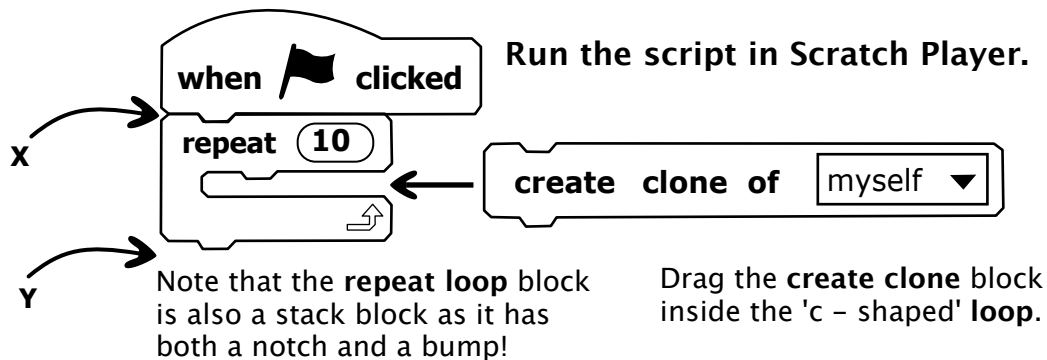 Run the script in Scratch Player.
when clicked
X
repeat 10
create clone of myself
Y
Note that the repeat loop block
is also a stack block as it has
both a notch and a bump!
Drag the create clone block
inside the 'c – shaped' loop.